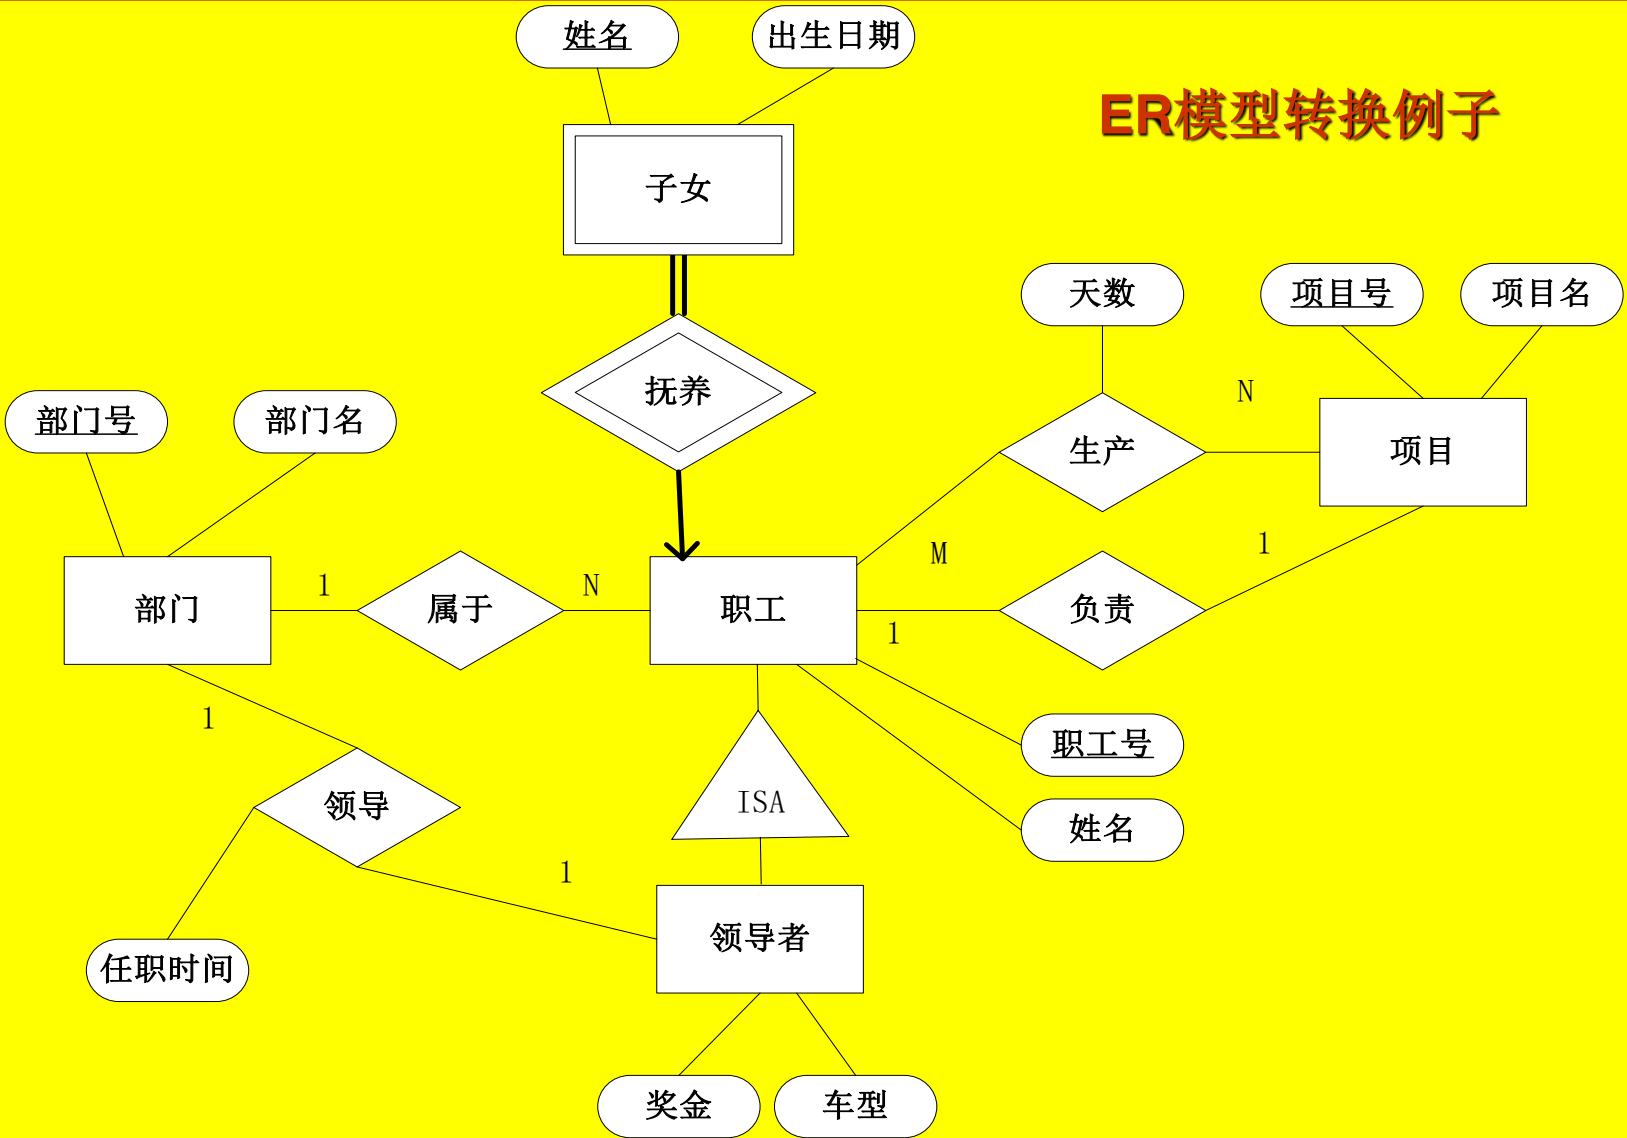 姓名
出生日期
ER模型转换例子
子女
天数
项目号
项目名
抚养
N
部门号
部门名
生产
项目
M
1
1
N
部门
属于
职工
负责
1
1
职工号
领导
ISA
姓名
1
领导者
任职时间
奖金
车型